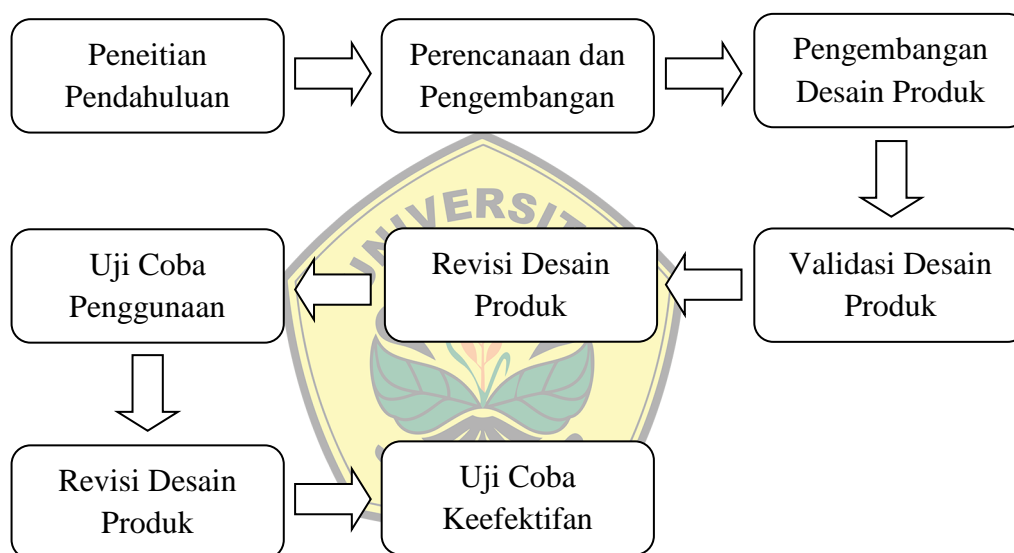 Peneitian
Pendahuluan
Perencanaan dan
Pengembangan
Pengembangan
Desain Produk
Validasi Desain
Produk
Revisi Desain
Produk
Uji Coba
Penggunaan
Revisi Desain
Produk
Uji Coba
Keefektifan
UNIVERSIT